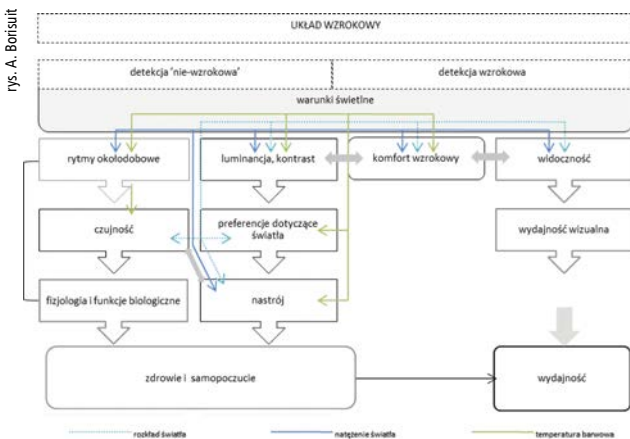 rys. A. Borisuit
UKŁAD WZROKOWY
detekcja 'nie-wzrokowa'
detekcja wzrokowa
warunki świetlne
rytmy okołodobowe
luminancja, kontrast
komfort wzrokowy
widoczność
czujność
preferencje dotyczące
światła
wydajność wizualna
fizjologia i funkcje biologiczne
nastrój
zdrowie i samopoczucie
wydajność
rozkład światła
natężenie światła
temperatura barwowa